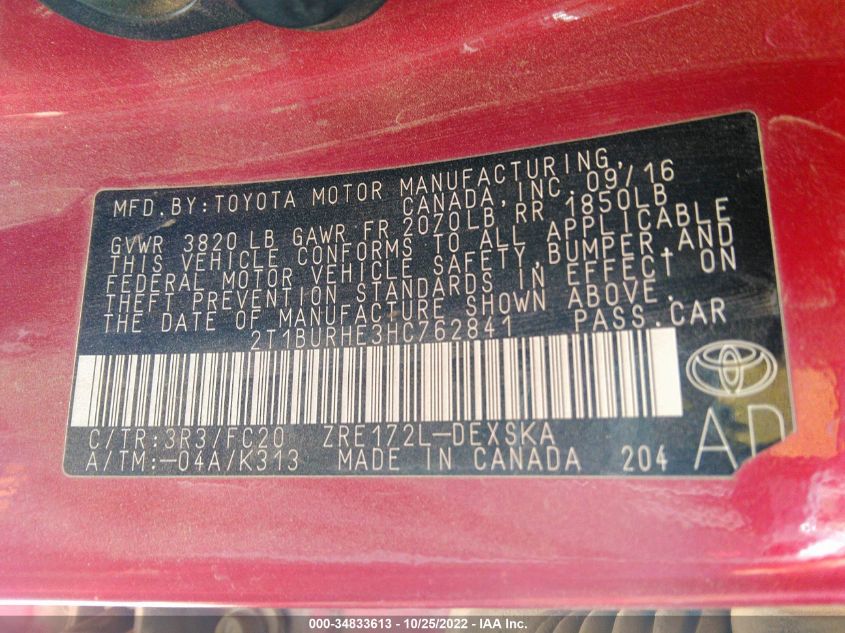 MFD.BY:TOYOTA MOTOR MANUFACTURING,
CANADA, INC. 09/16
GVWR 3820 LB GAWR FR 2070LB RR 1850LB
THIS VEHICLE CONFORMS TO ALL APPLICABLE
FEDERAL MOTOR VEHICLE SAFETY,BUMPER,AND
THEFT PREVENTION STANDARDS IN EFFECT ON
THE DATE OF MANUFACTURE SHOWN ABOVE.
2T1BURHE3HC762841 PASS.CAR
C/TR:3R3/FC20 ZRE172L-DEXSKA
A/TM:-04A/K313 MADE IN CANADA 204
AD
000-34833613 - 10/25/2022 - IAA Inc.